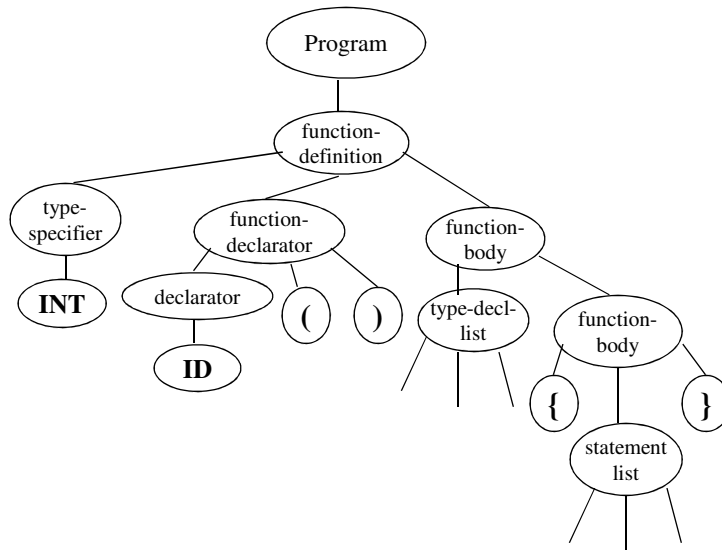 Program
function-
definition
type-
specifier
function-
declarator
function-
body
INT
declarator
(
)
type-decl-
list
function-
body
ID
{
}
statement
list